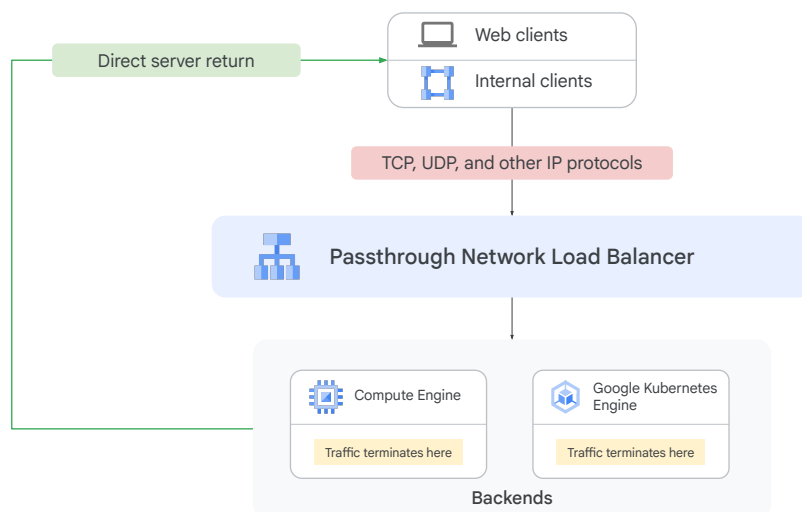 Web clients
Direct server return
Internal clients
TCP, UDP, and other IP protocols
Passthrough Network Load Balancer
Compute Engine
Google Kubernetes
Engine
Traffic terminates here
Traffic terminates here
Backends